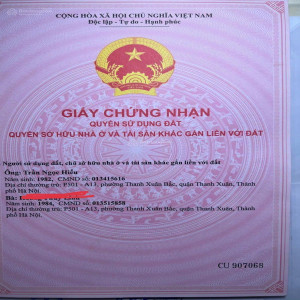 CỘNG HÒA XÃ HỘI CHỦ NGHĨA VIỆT NAM
Độc lập - Tự do - Hạnh phúc
GIẤY CHỨNG NHẬN
QUYỀN SỬ DỤNG ĐẤT,
QUYỀN SỞ HỮU NHÀ Ở VÀ TÀI SẢN KHÁC GẮN LIỀN VỚI ĐẤT
Người sử dụng đất, chủ sở hữu nhà ở và tài sản khác gắn liền với đất
Ông: Trần Ngọc Hiếu
Năm sinh: 1982, CMND số: 013415616
Địa chỉ thường trú: P301 - A13, phường Thanh Xuân Bắc, quận Thanh Xuân, Thành
phố Hà Nội.
Bà:
Năm sinh: 1984, CMND số: 013515858
Địa chỉ thường trú: P301 - A13, phường Thanh Xuân Bắc, quận Thanh Xuân, Thành
phố Hà Nội.
CU 907068